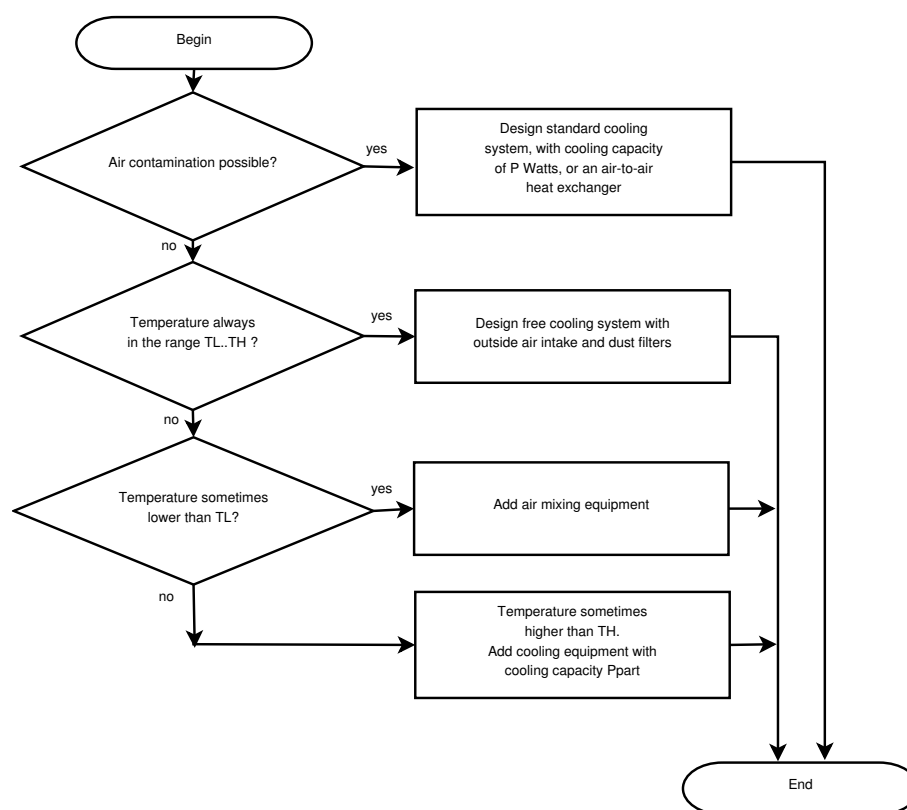 Begin
Air contamination possible?
yes
Design standard cooling
system, with cooling capacity
of P Watts, or an air-to-air
heat exchanger
no
Temperature always
in the range TL..TH ?
yes
Design free cooling system with
outside air intake and dust filters
no
Temperature sometimes
lower than TL?
yes
Add air mixing equipment
no
Temperature sometimes
higher than TH.
Add cooling equipment with
cooling capacity Ppart
End